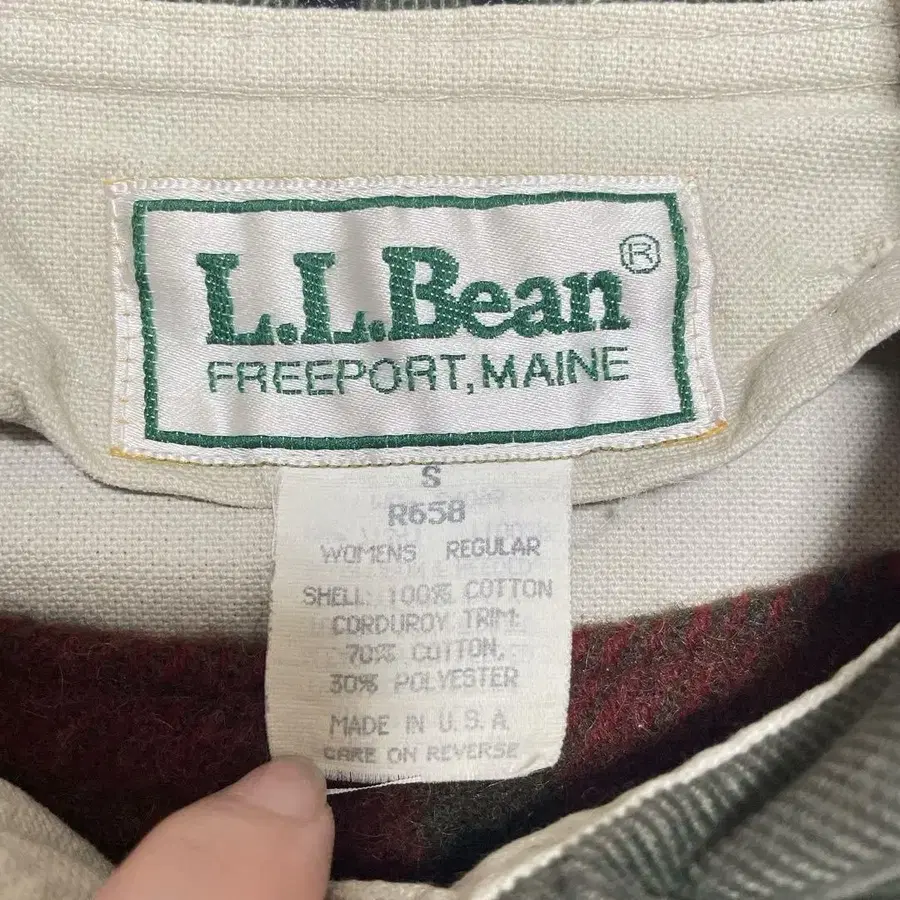 L.L.Bean®
FREEPORT, MAINE
S
R658
WOMENS REGULAR
SHELL: 100% COTTON
CORDUROY TRIM:
70% COTTON,
30% POLYESTER
MADE IN U.S.A
CARE ON REVERSE